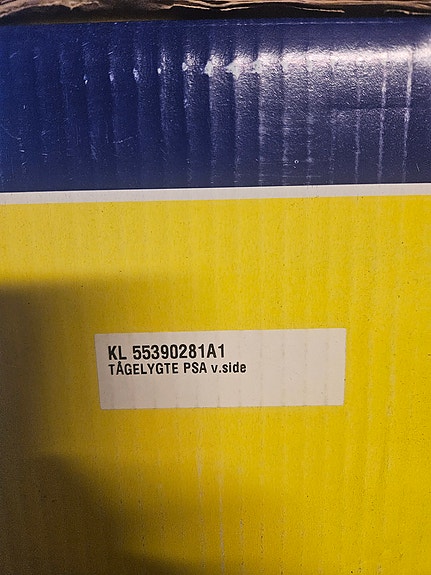 KL 55390281A1
TÅGELYGTE PSA v.side